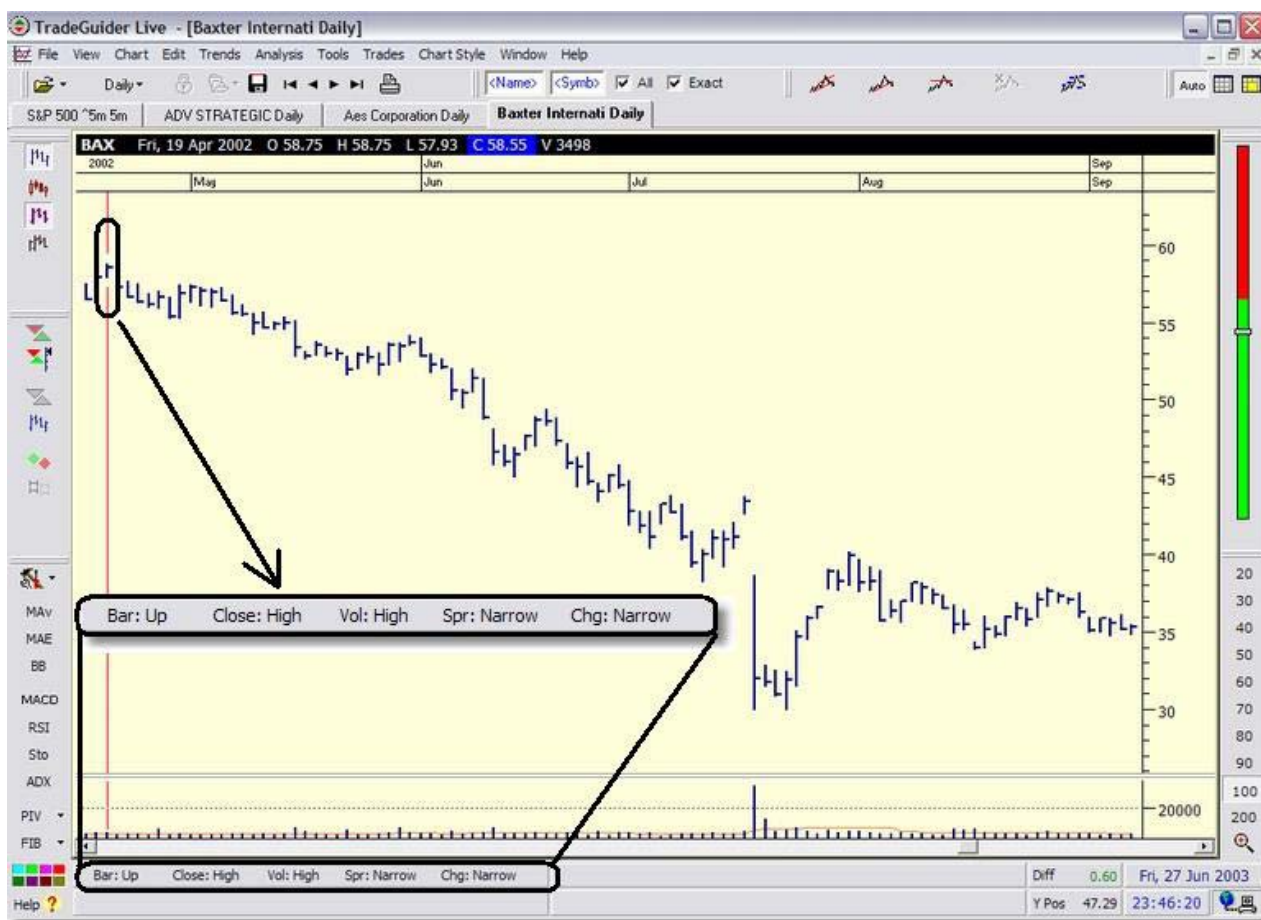 TradeGuider Live - [Baxter Internati Daily]
File View Chart Edit Trends Analysis Tools Trades Chart Style Window Help
Daily <Name> <Symb> All Exact Auto
S&P 500 ^5m 5m ADV STRATEGIC Daily Aes Corporation Daily Baxter Internati Daily
BAX Fri, 19 Apr 2002 O 58.75 H 58.75 L 57.93 C 58.55 V 3498
2002 Jun Sep
May Jun Jul Aug Sep
60
55
50
45
40
35
30
20000
MAv
MAE
BB
MACD
RSI
Sto
ADX
PIV
FIB
20
30
40
50
60
70
80
90
100
200
Bar: Up Close: High Vol: High Spr: Narrow Chg: Narrow
Bar: Up Close: High Vol: High Spr: Narrow Chg: Narrow
Diff 0.60 Fri, 27 Jun 2003
Help ? Y Pos 47.29 23:46:20